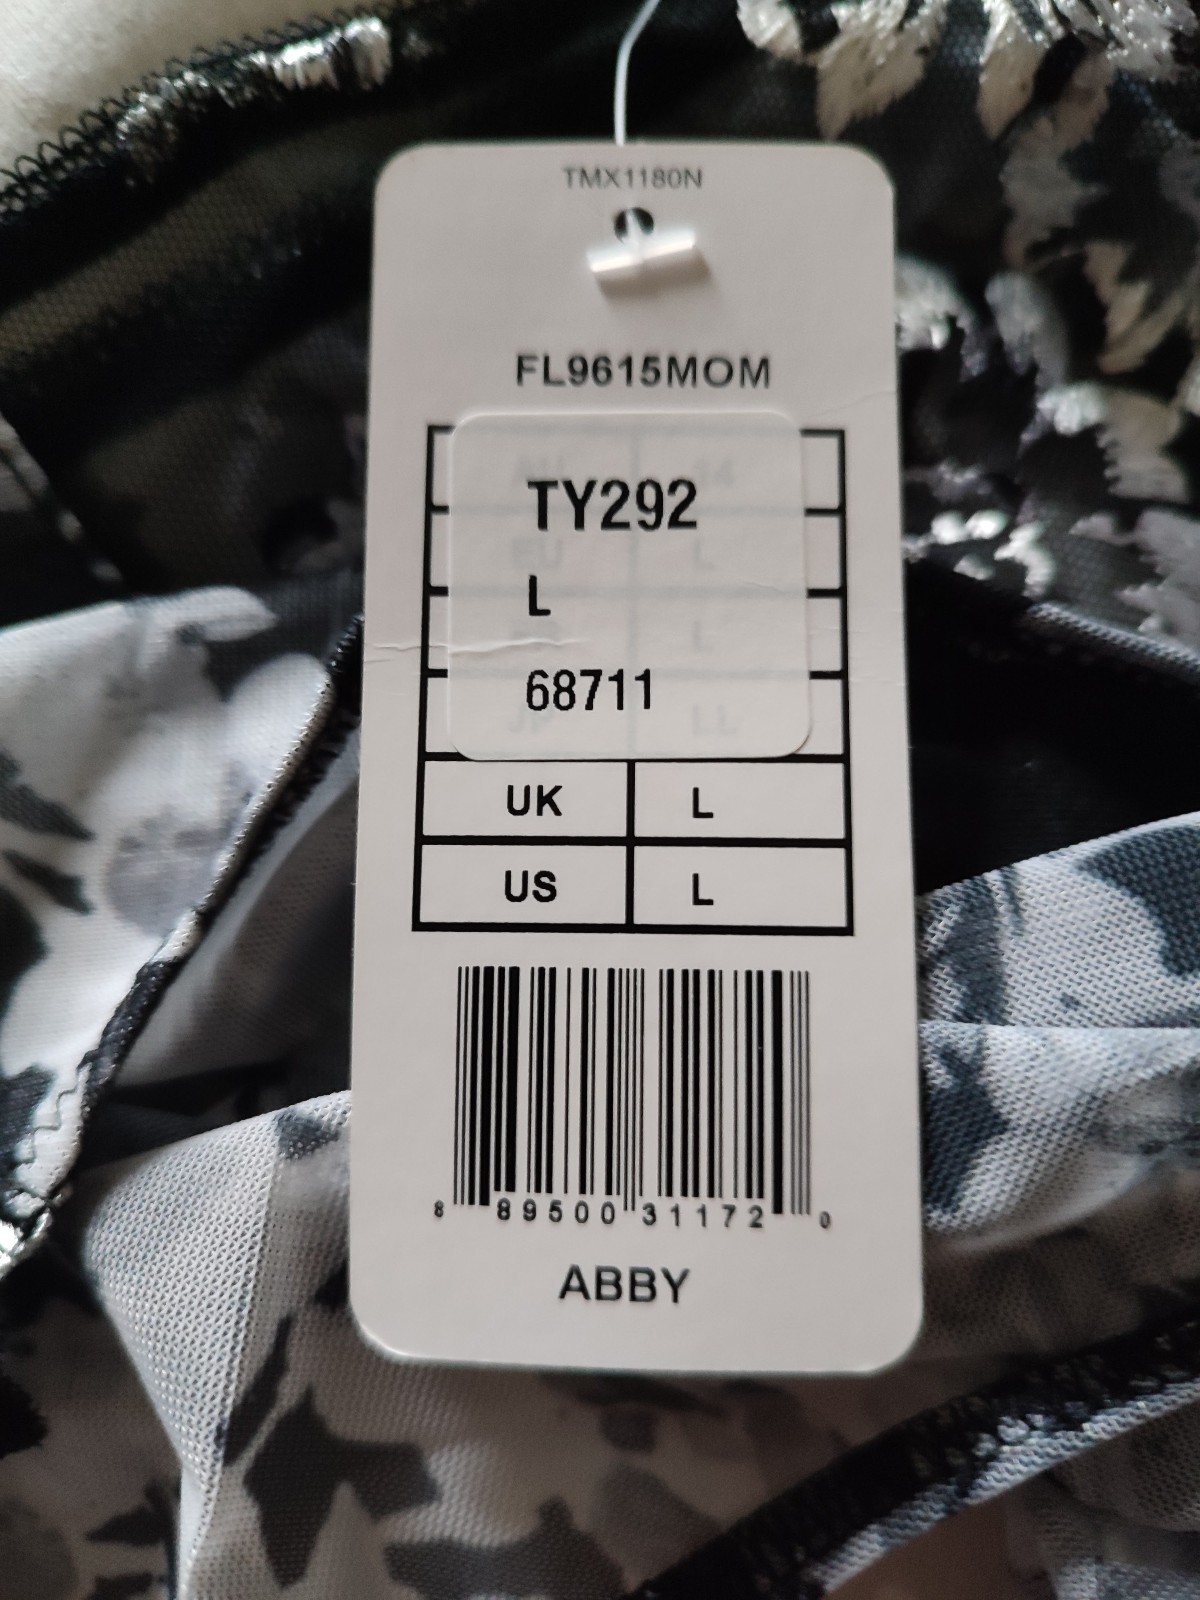 TMX1180N
FL9615MOM
TY292
L
68711
UK L
US L
8 89500 31172 0
ABBY